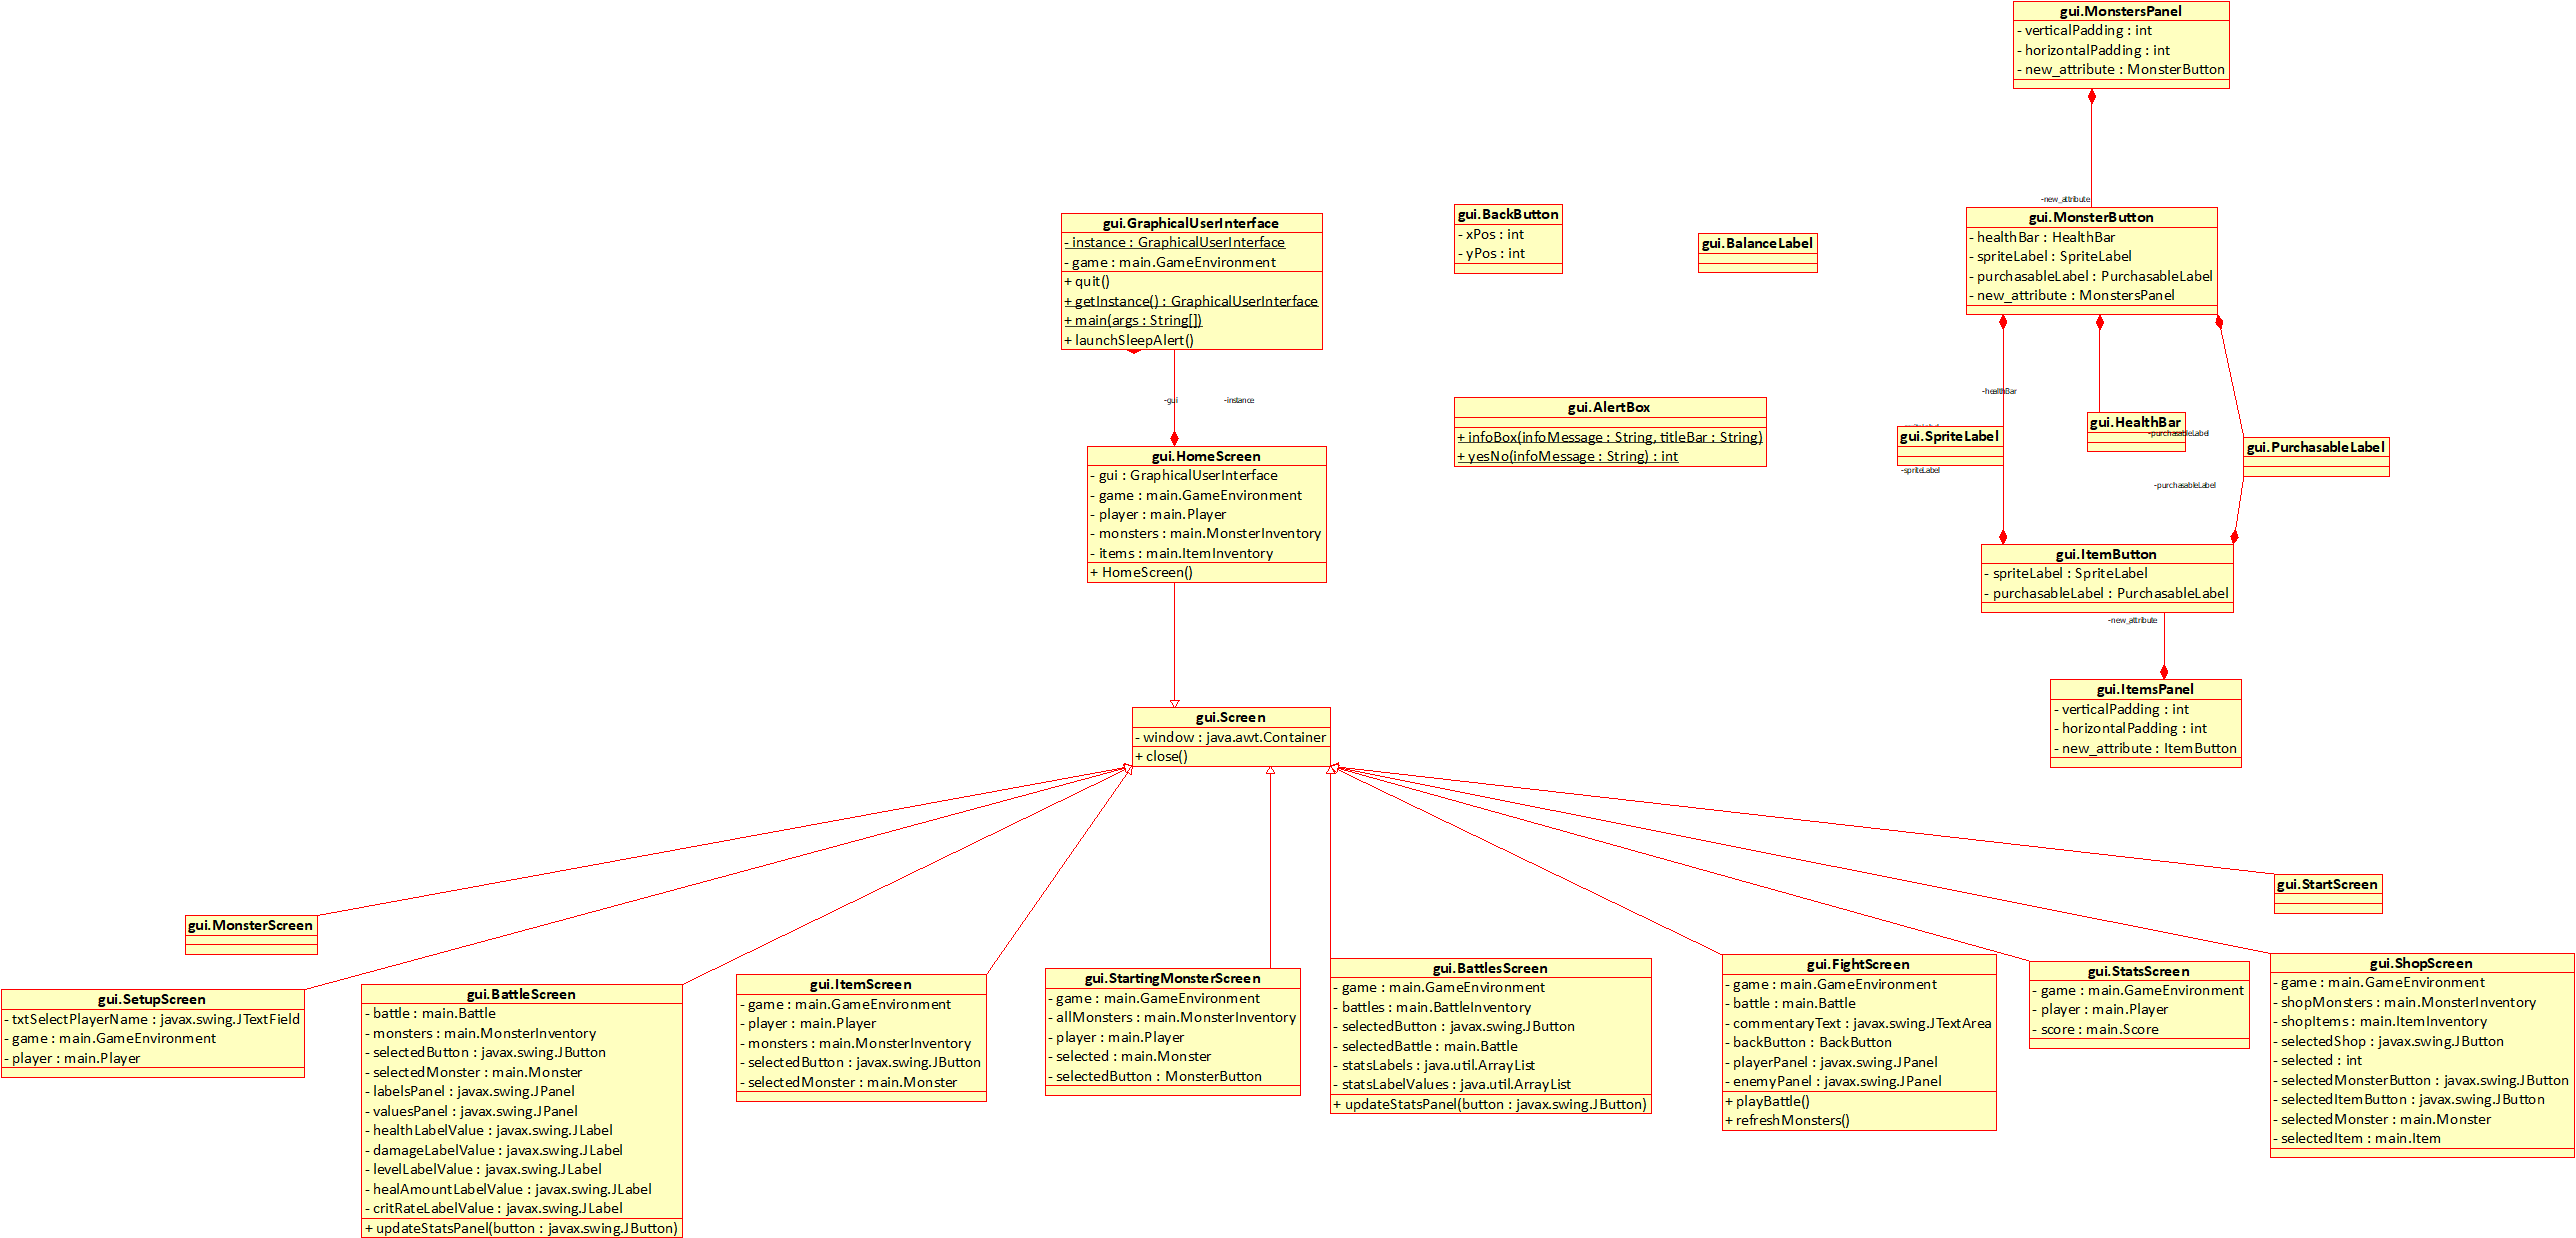 gui.MonstersPanel
- verticalPadding : int
- horizontalPadding : int
- new_attribute : MonsterButton
-new_attribute
gui.MonsterButton
- healthBar : HealthBar
- spriteLabel : SpriteLabel
- purchasableLabel : PurchasableLabel
- new_attribute : MonstersPanel
gui.GraphicalUserInterface
- instance : GraphicalUserInterface
- game : main.GameEnvironment
+ quit()
+ getInstance() : GraphicalUserInterface
+ main(args : String[])
+ launchSleepAlert()
gui.BackButton
- xPos : int
- yPos : int
gui.BalanceLabel
-gui
-instance
gui.AlertBox
+ infoBox(infoMessage : String, titleBar : String)
+ yesNo(infoMessage : String) : int
-healthBar
-spriteLabel
gui.SpriteLabel
-spriteLabel
gui.HealthBar
-purchasableLabel
gui.PurchasableLabel
-purchasableLabel
gui.HomeScreen
- gui : GraphicalUserInterface
- game : main.GameEnvironment
- player : main.Player
- monsters : main.MonsterInventory
- items : main.ItemInventory
+ HomeScreen()
gui.ItemButton
- spriteLabel : SpriteLabel
- purchasableLabel : PurchasableLabel
-new_attribute
gui.ItemsPanel
- verticalPadding : int
- horizontalPadding : int
- new_attribute : ItemButton
gui.Screen
- window : java.awt.Container
+ close()
gui.StartScreen
gui.MonsterScreen
gui.SetupScreen
- txtSelectPlayerName : javax.swing.JTextField
- game : main.GameEnvironment
- player : main.Player
gui.BattleScreen
- battle : main.Battle
- monsters : main.MonsterInventory
- selectedButton : javax.swing.JButton
- selectedMonster : main.Monster
- labelsPanel : javax.swing.JPanel
- valuesPanel : javax.swing.JPanel
- healthLabelValue : javax.swing.JLabel
- damageLabelValue : javax.swing.JLabel
- levelLabelValue : javax.swing.JLabel
- healAmountLabelValue : javax.swing.JLabel
- critRateLabelValue : javax.swing.JLabel
+ updateStatsPanel(button : javax.swing.JButton)
gui.ItemScreen
- game : main.GameEnvironment
- player : main.Player
- monsters : main.MonsterInventory
- selectedButton : javax.swing.JButton
- selectedMonster : main.Monster
gui.StartingMonsterScreen
- game : main.GameEnvironment
- allMonsters : main.MonsterInventory
- player : main.Player
- selected : main.Monster
- selectedButton : MonsterButton
gui.BattlesScreen
- game : main.GameEnvironment
- battles : main.BattleInventory
- selectedButton : javax.swing.JButton
- selectedBattle : main.Battle
- statsLabels : java.util.ArrayList
- statsLabelValues : java.util.ArrayList
+ updateStatsPanel(button : javax.swing.JButton)
gui.FightScreen
- game : main.GameEnvironment
- battle : main.Battle
- commentaryText : javax.swing.JTextArea
- backButton : BackButton
- playerPanel : javax.swing.JPanel
- enemyPanel : javax.swing.JPanel
+ playBattle()
+ refreshMonsters()
gui.StatsScreen
- game : main.GameEnvironment
- player : main.Player
- score : main.Score
gui.ShopScreen
- game : main.GameEnvironment
- shopMonsters : main.MonsterInventory
- shopItems : main.ItemInventory
- selectedShop : javax.swing.JButton
- selected : int
- selectedMonsterButton : javax.swing.JButton
- selectedItemButton : javax.swing.JButton
- selectedMonster : main.Monster
- selectedItem : main.Item